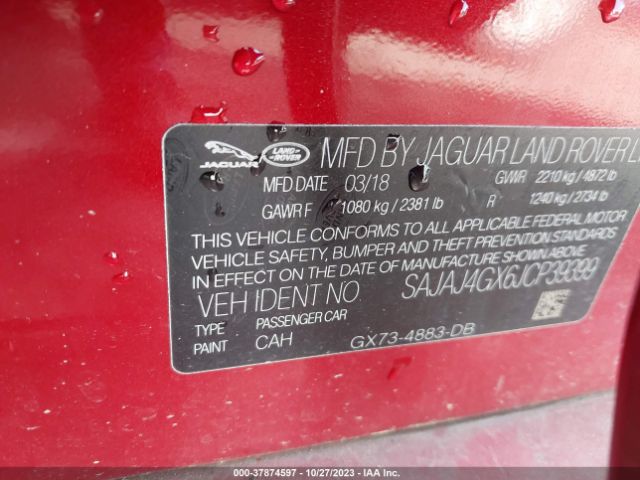 JAGUAR LAND ROVER MFD BY JAGUAR LAND ROVER
MFD DATE 03/18 GVWR 2210 kg / 4872 lb
GAWR F 1080 kg / 2381 lb R 1240 kg / 2734 lb
THIS VEHICLE CONFORMS TO ALL APPLICABLE FEDERAL MOTOR
VEHICLE SAFETY, BUMPER AND THEFT PREVENTION STANDARDS
IN EFFECT ON THE DATE OF MANUFACTURE SHOWN ABOVE.
VEH IDENT NO SAJAJ4GX6JCP39399
TYPE PASSENGER CAR
PAINT CAH GX73-4883-DB
000-37874597 - 10/27/2023 - IAA Inc.